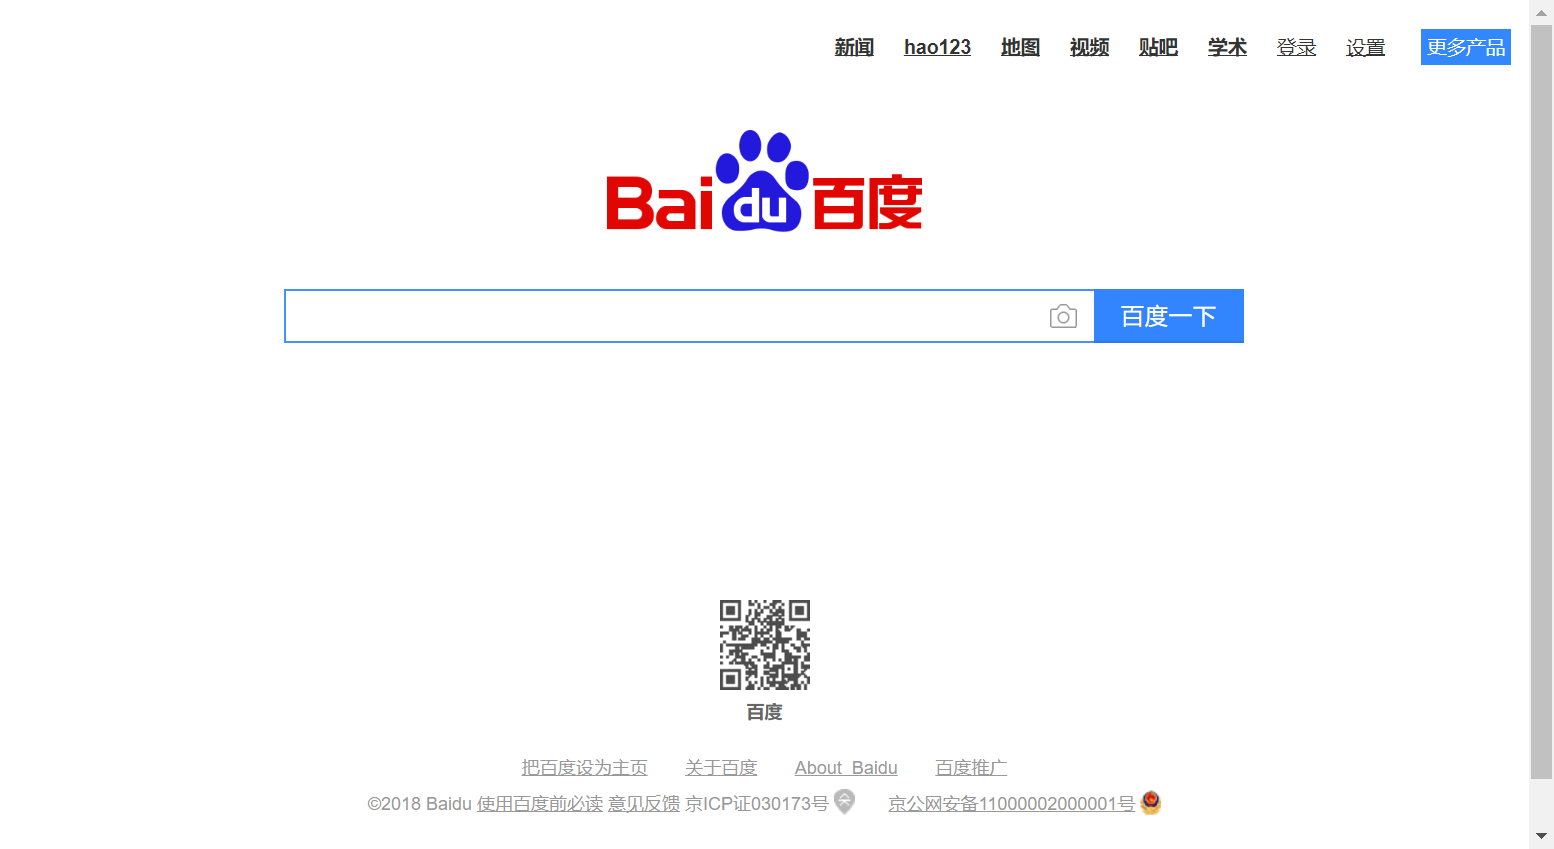 新闻 hao123 地图 视频 贴吧 学术 登录 设置 更多产品
Bai du 百度
百度一下
百度
把百度设为主页 关于百度 About Baidu 百度推广
©2018 Baidu 使用百度前必读 意见反馈 京ICP证030173号 京公网安备11000002000001号